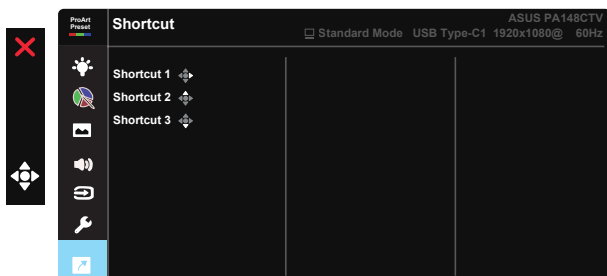 ProArt
Preset
Shortcut
ASUS PA148CTV
Standard Mode USB Type-C1 1920x1080@ 60Hz
Shortcut 1
Shortcut 2
Shortcut 3